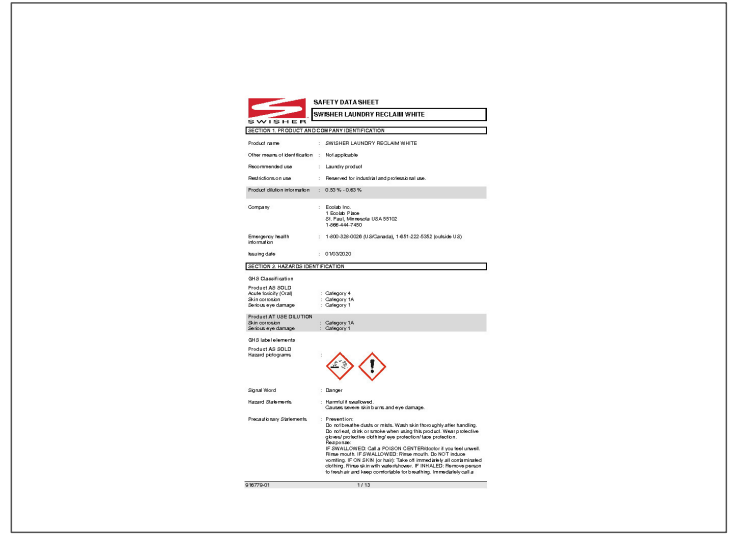 SAFETY DATA SHEET
SWISHER
SWISHER LAUNDRY RECLAIM WHITE
SECTION 1. PRODUCT AND COMPANY IDENTIFICATION
Product name : SWISHER LAUNDRY RECLAIM WHITE
Other means of identification : Not applicable
Recommended use : Laundry product
Restrictions on use : Reserved for industrial and professional use.
Product dilution information : 0.53 % - 0.63 %
Company : Ecolab Inc.
1 Ecolab Place
St. Paul, Minnesota USA 55102
1-866-444-7450
Emergency health : 1-800-328-0026 (US/Canada), 1-651-222-5352 (outside US)
information
Issuing date : 01/03/2020
SECTION 2. HAZARDS IDENTIFICATION
GHS Classification
Product AS SOLD
Acute toxicity (Oral) : Category 4
Skin corrosion : Category 1A
Serious eye damage : Category 1
Product AT USE DILUTION
Skin corrosion : Category 1A
Serious eye damage : Category 1
GHS label elements
Product AS SOLD
Hazard pictograms :
Signal Word : Danger
Hazard Statements : Harmful if swallowed.
Causes severe skin burns and eye damage.
Precautionary Statements : Prevention:
Do not breathe dusts or mists. Wash skin thoroughly after handling.
Do not eat, drink or smoke when using this product. Wear protective
gloves/ protective clothing/ eye protection/ face protection.
Response:
IF SWALLOWED: Call a POISON CENTER/doctor if you feel unwell.
Rinse mouth. IF SWALLOWED: Rinse mouth. Do NOT induce
vomiting. IF ON SKIN (or hair): Take off immediately all contaminated
clothing. Rinse skin with water/shower. IF INHALED: Remove person
to fresh air and keep comfortable for breathing. Immediately call a
916779-01 1 / 13